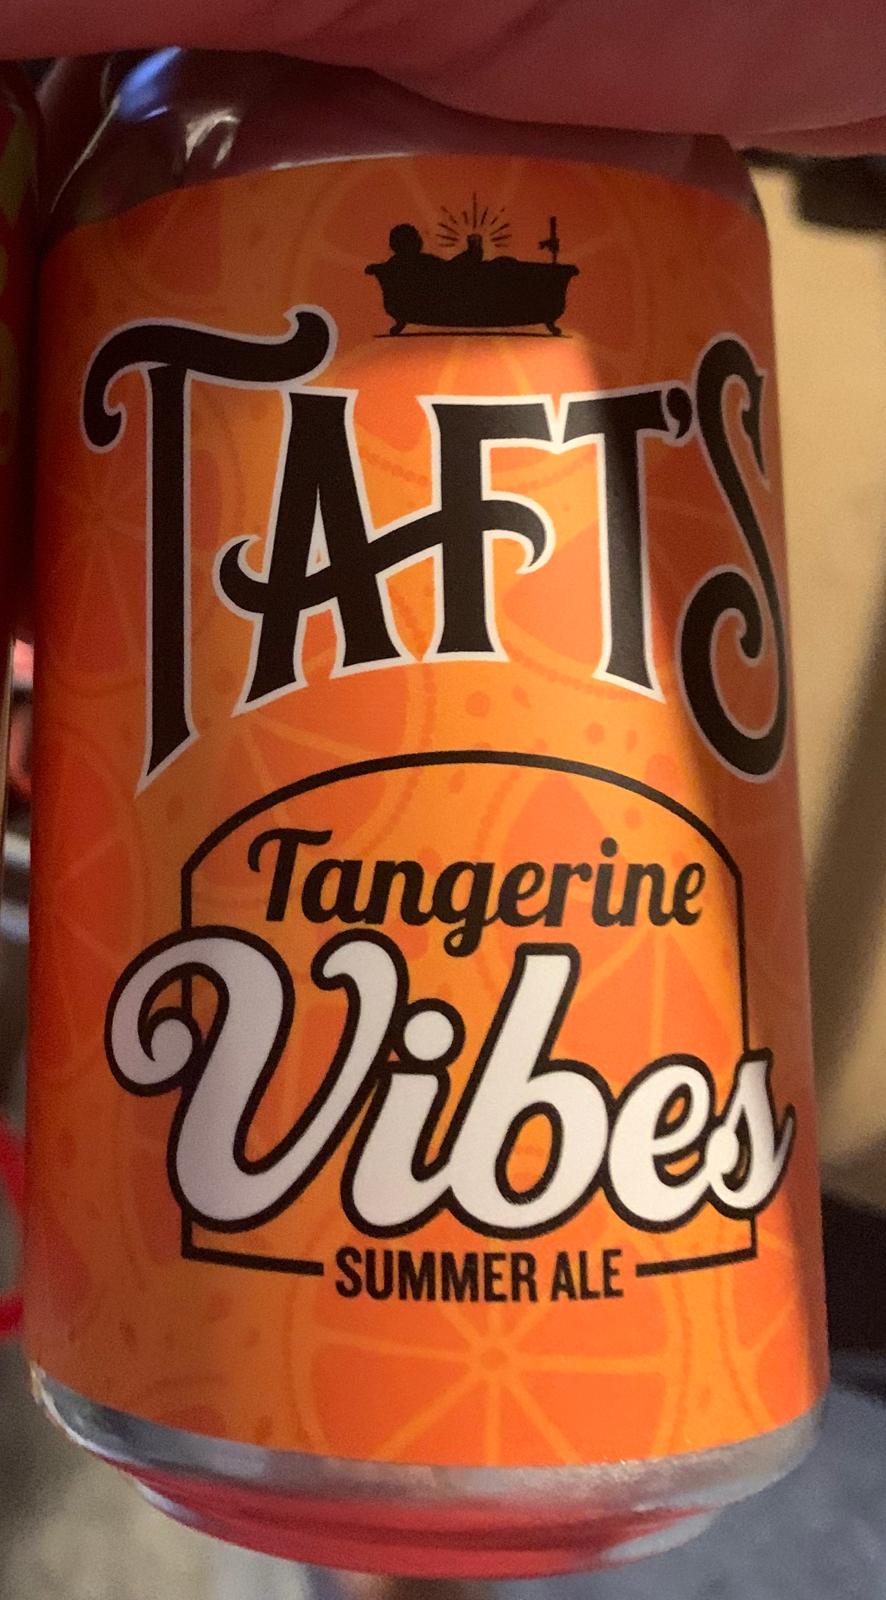 TAFT'S
Tangerine
Vibes
SUMMER ALE